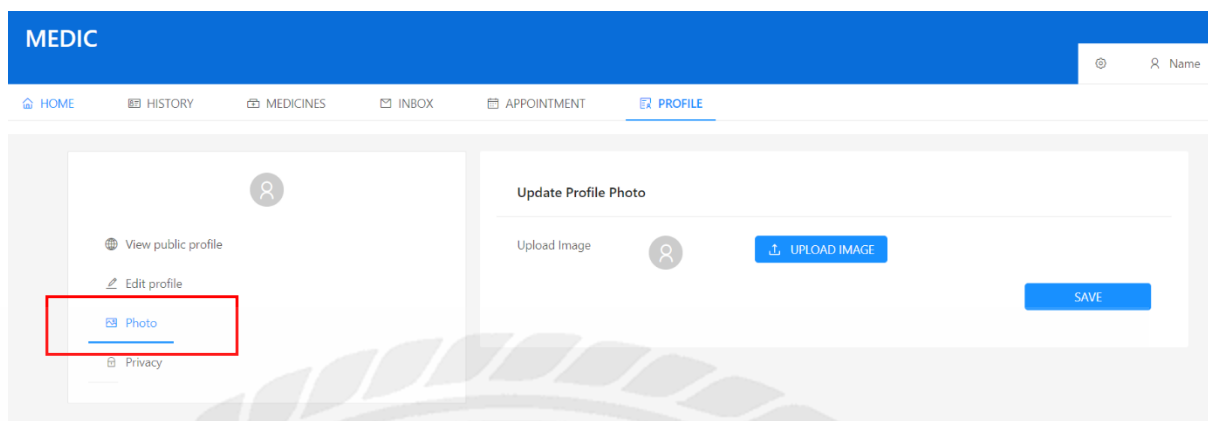 MEDIC
Name
HOME HISTORY MEDICINES INBOX APPOINTMENT PROFILE
View public profile
Edit profile
Photo
Privacy
Update Profile Photo
Upload Image UPLOAD IMAGE
SAVE